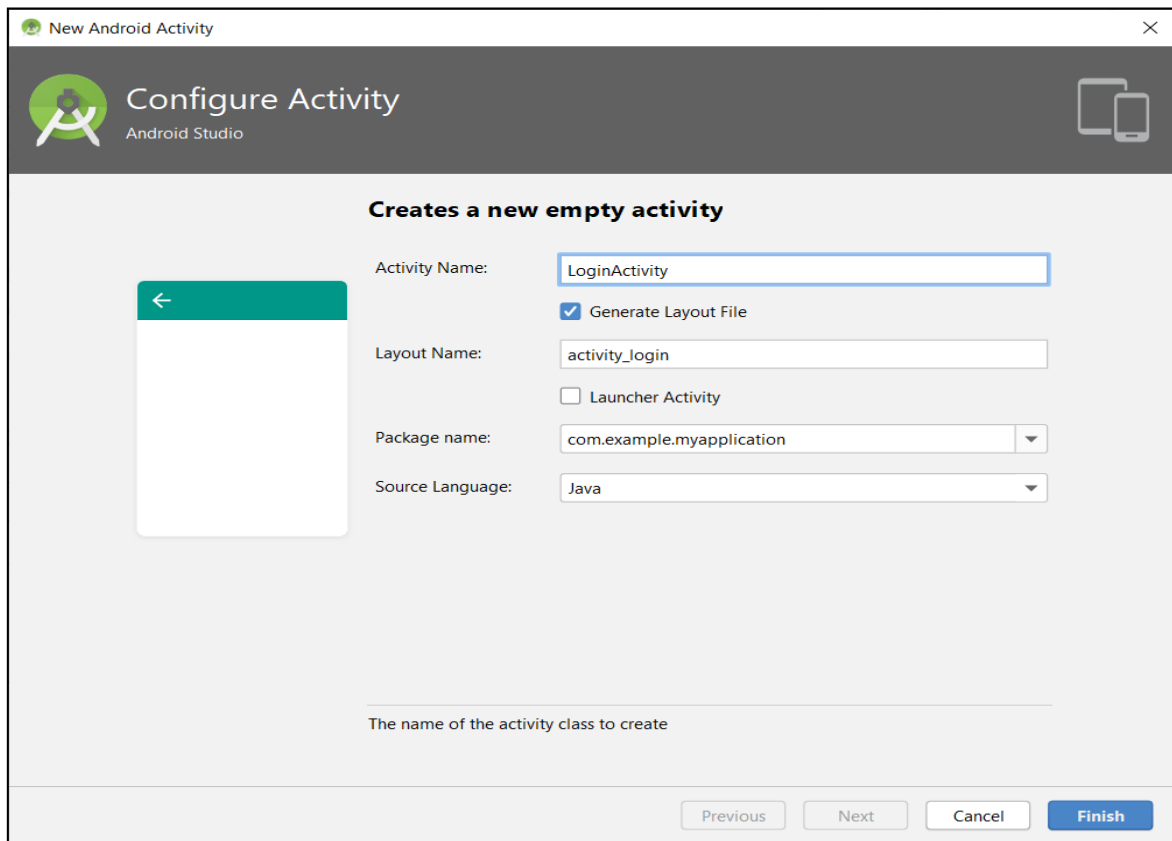 New Android Activity
Configure Activity
Android Studio
Creates a new empty activity
Activity Name:
LoginActivity
Generate Layout File
Layout Name:
activity_login
Launcher Activity
Package name:
com.example.myapplication
Source Language:
Java
The name of the activity class to create
Previous
Next
Cancel
Finish